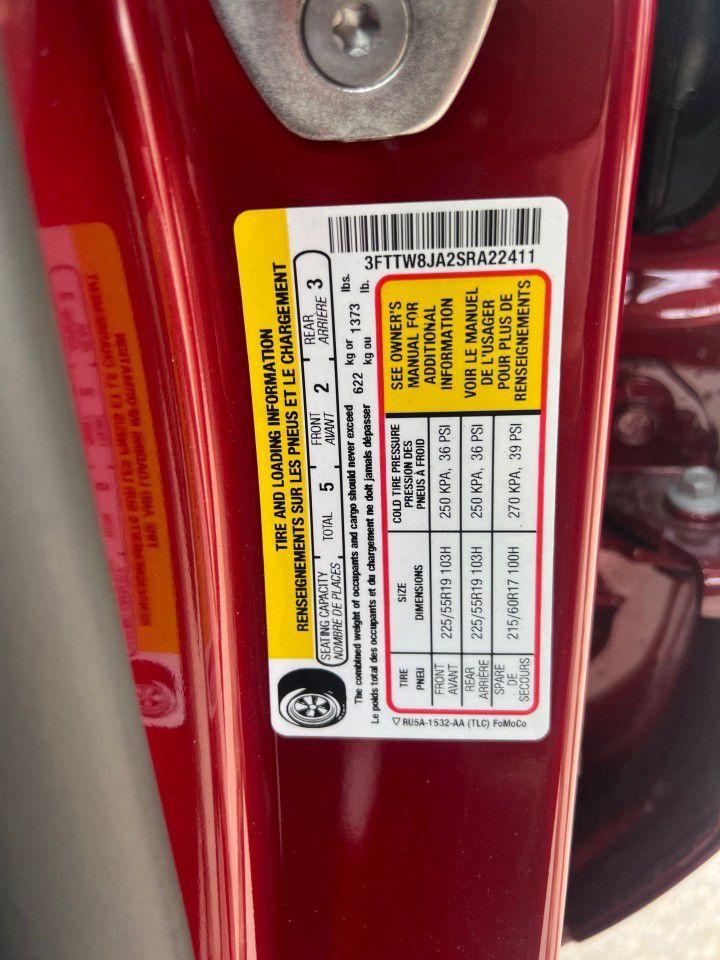 TIRE AND LOADING INFORMATION
RENSEIGNEMENTS SUR LES PNEUS ET LE CHARGEMENT
SEATING CAPACITY
NOMBRE DE PLACES
TOTAL 5
FRONT
AVANT
2
REAR
ARRIÈRE
3
The combined weight of occupants and cargo should never exceed 622 kg or 1373 lbs.
Le poids total des occupants et du chargement ne doit jamais dépasser kg ou lb.
TIRE
PNEU
SIZE
DIMENSIONS
COLD TIRE PRESSURE
PRESSION DES
PNEUS À FROID
FRONT
AVANT
225/55R19 103H
250 KPA, 36 PSI
REAR
ARRIÈRE
225/55R19 103H
250 KPA, 36 PSI
SPARE
DE
SECOURS
215/60R17 100H
270 KPA, 39 PSI
SEE OWNER'S
MANUAL FOR
ADDITIONAL
INFORMATION
VOIR LE MANUEL
DE L'USAGER
POUR PLUS DE
RENSEIGNEMENTS
RU5A-1532-AA (TLC) FoMoCo
3FTTW8JA2SRA22411